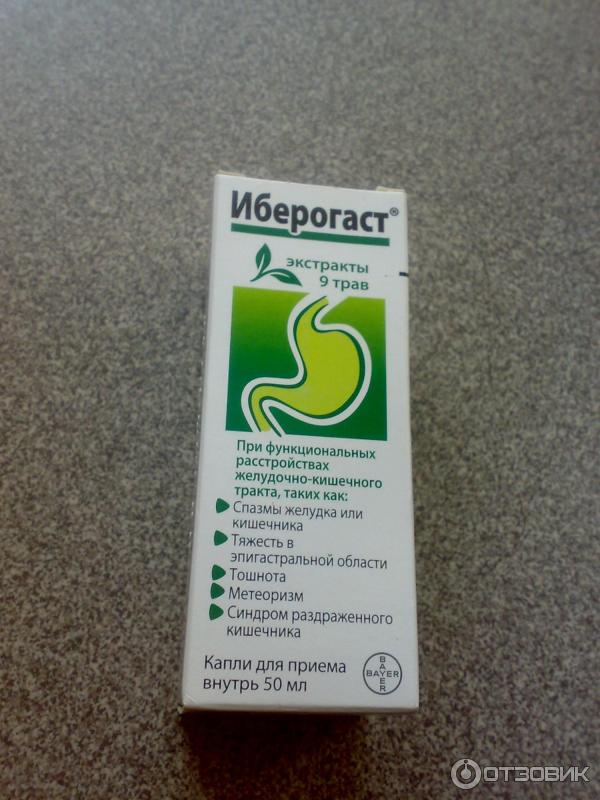 Иберогаст®
экстракты
9 трав
При функциональных
расстройствах
желудочно-кишечного
тракта, таких как:
Спазмы желудка или
кишечника
Тяжесть в
эпигастральной области
Тошнота
Метеоризм
Синдром раздраженного
кишечника
Капли для приема
внутрь 50 мл
BAYER
BAYER
ОТЗОВИК